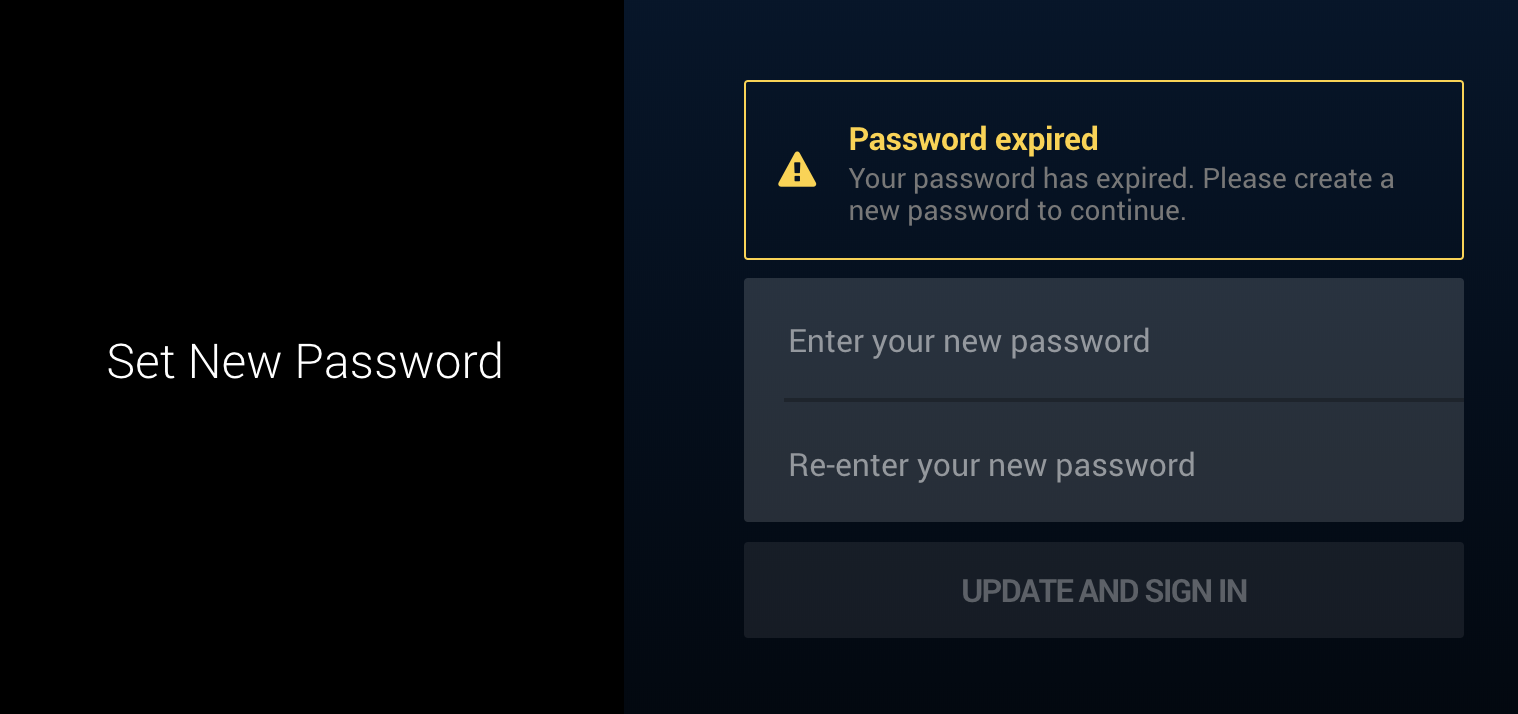 Set New Password
Password expired
Your password has expired. Please create a
new password to continue.
Enter your new password
Re-enter your new password
UPDATE AND SIGN IN